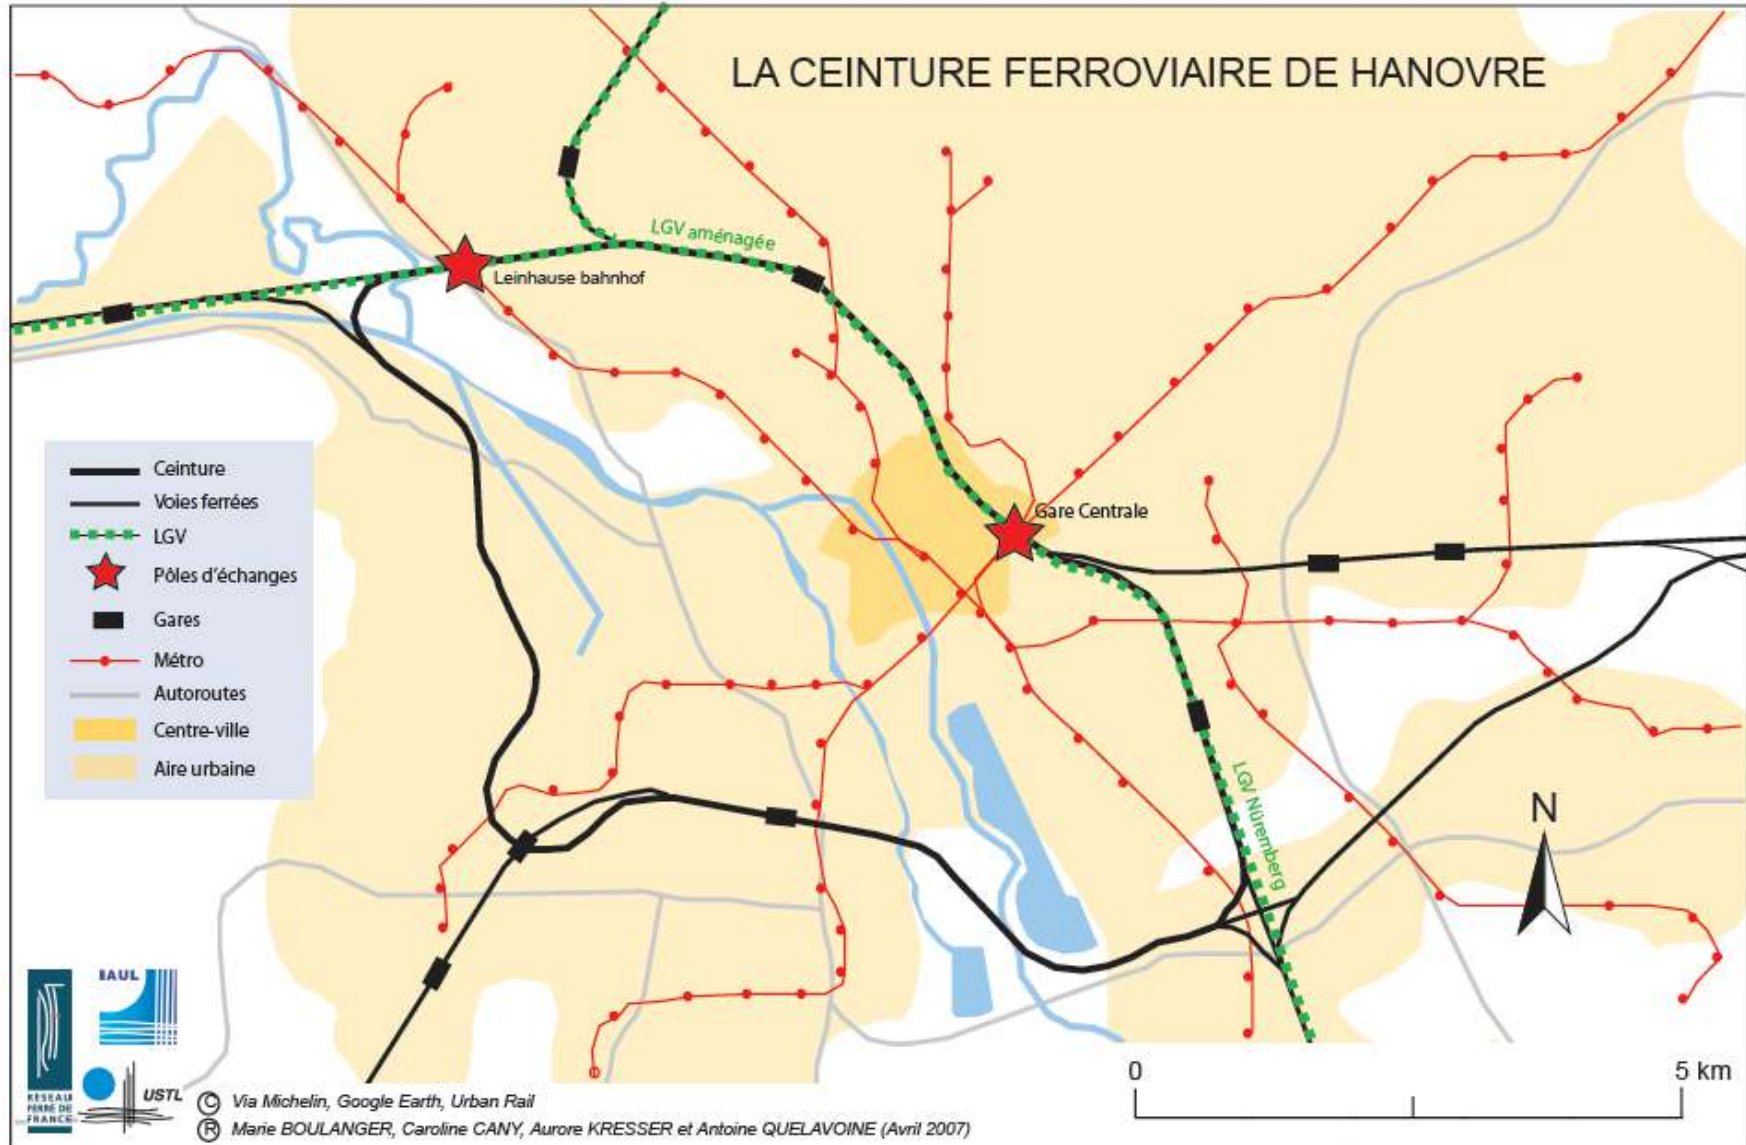 LA CEINTURE FERROVIAIRE DE HANOVRE
LGV aménagée
Leinhause bahnhof
Gare Centrale
Ceinture
Voies ferrées
LGV
Pôles d'échanges
Gares
Métro
Autoroutes
Centre-ville
Aire urbaine
LGV Nüremberg
N
IAUL
RESEAU
FERRE DE
FRANCE
USTL
0
5 km
C Via Michelin, Google Earth, Urban Rail
R Marie BOULANGER, Caroline CANY, Aurore KRESSER et Antoine QUELAVOINE (Avril 2007)